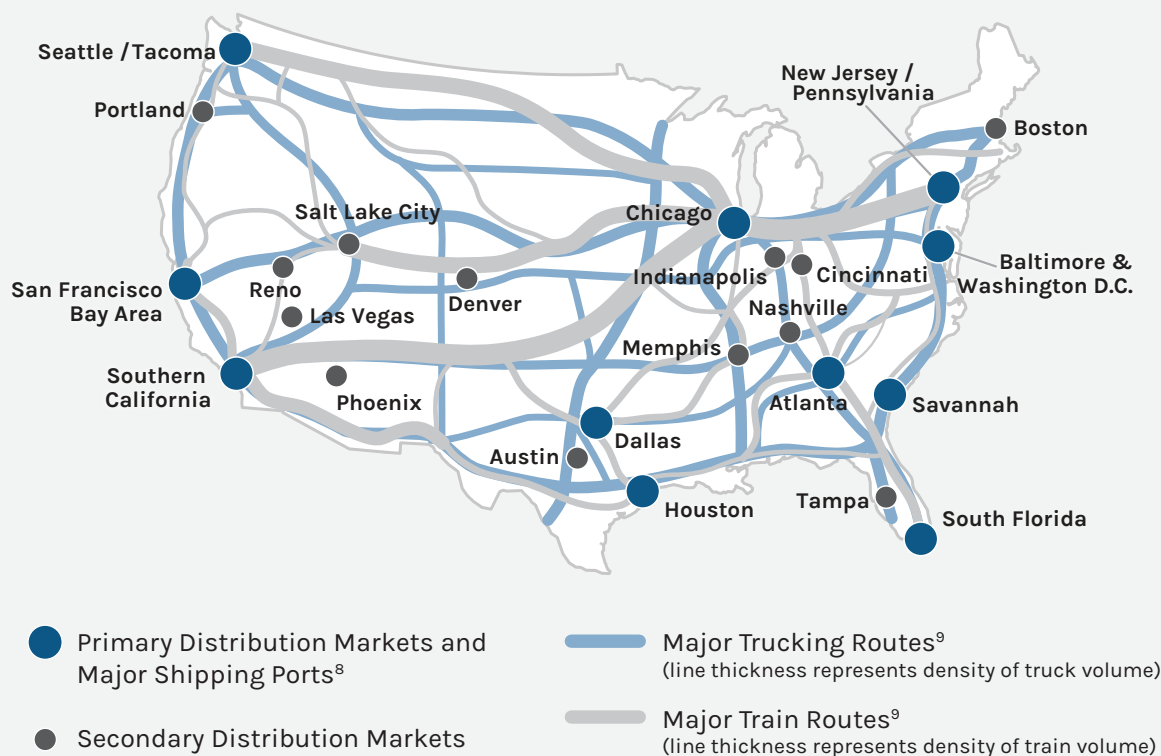 Seattle /Tacoma
Portland
New Jersey /
Pennsylvania
Boston
Salt Lake City
Chicago
San Francisco
Bay Area
Reno
Las Vegas
Denver
Indianapolis
Cincinnati
Baltimore &
Washington D.C.
Nashville
Memphis
Southern
California
Phoenix
Atlanta
Savannah
Dallas
Austin
Houston
Tampa
South Florida
Primary Distribution Markets and
Major Shipping Ports⁸
Secondary Distribution Markets
Major Trucking Routes⁹
(line thickness represents density of truck volume)
Major Train Routes⁹
(line thickness represents density of train volume)